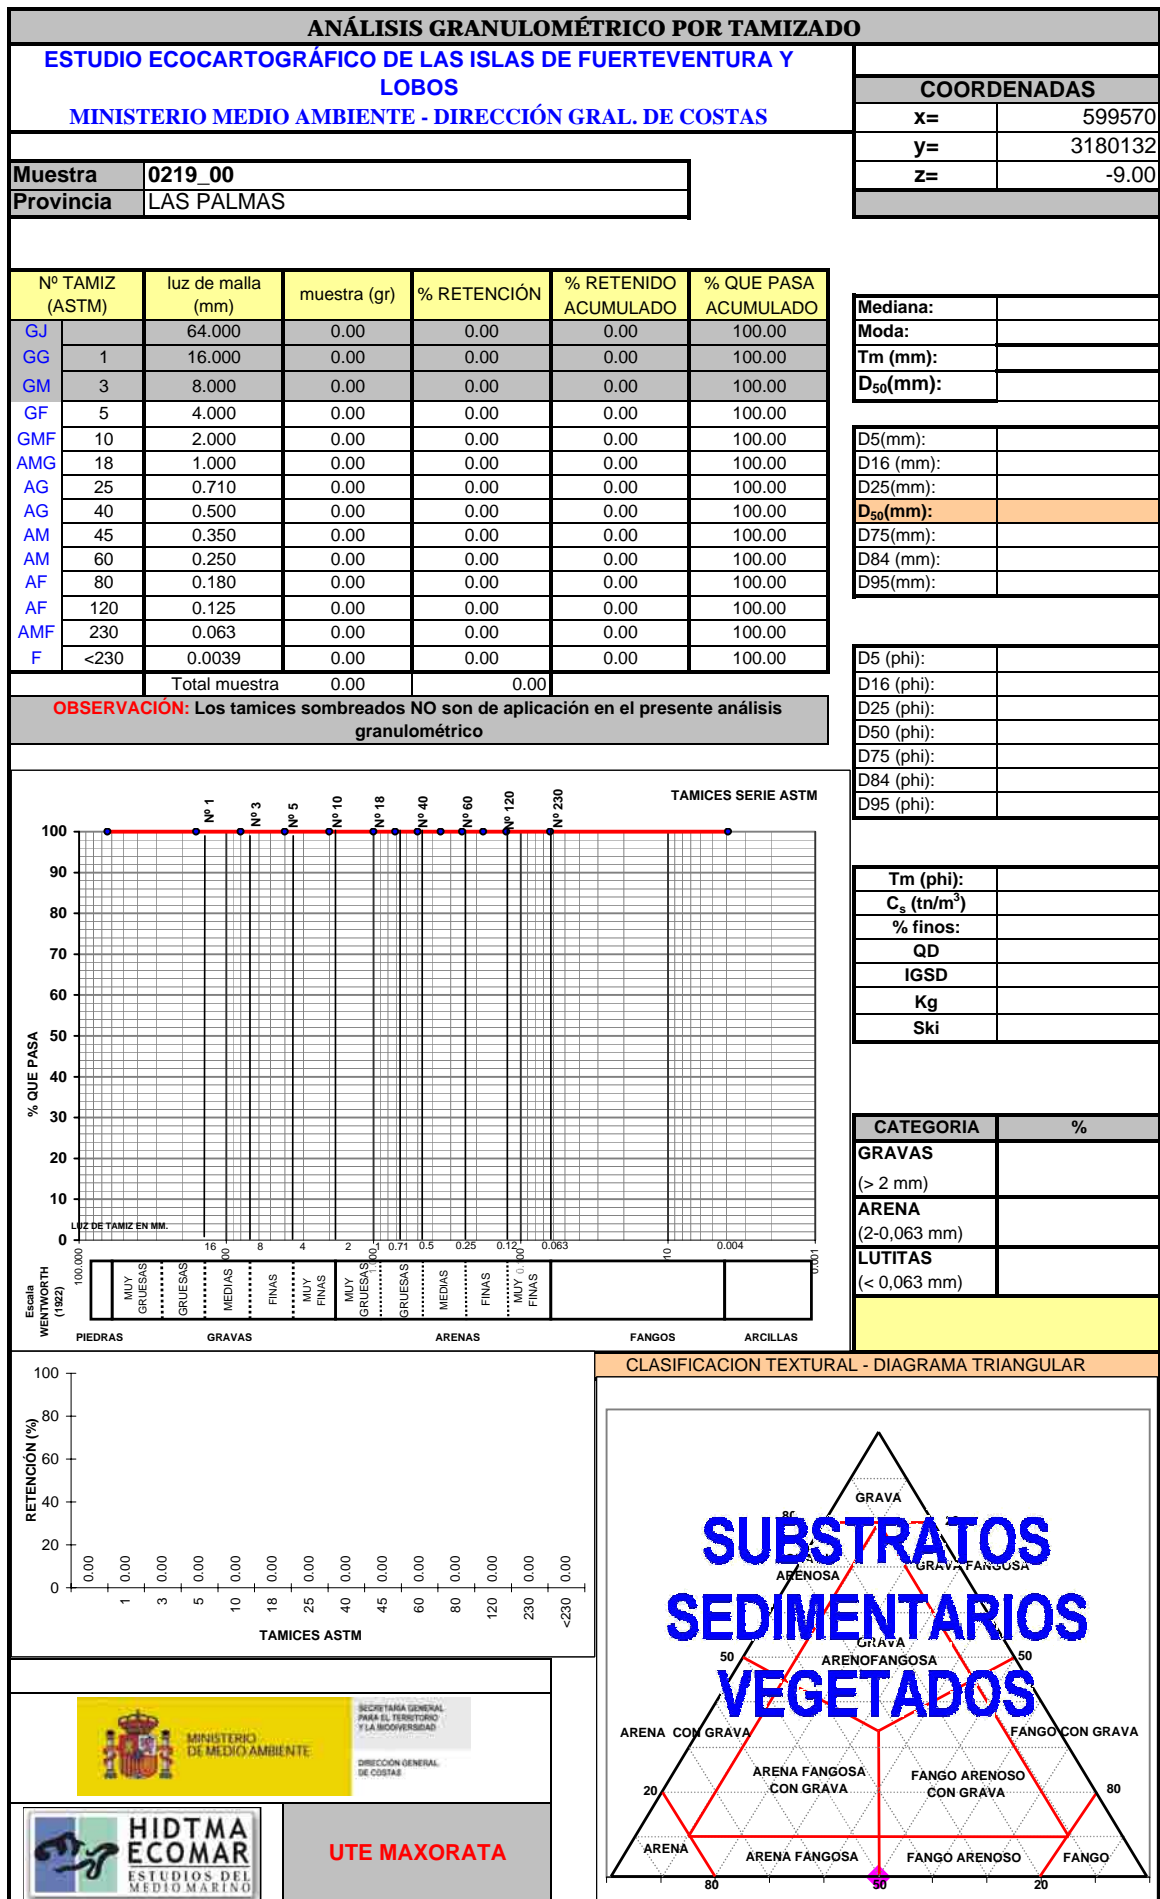 ANÁLISIS GRANULOMÉTRICO POR TAMIZADO
ESTUDIO ECOCARTOGRÁFICO DE LAS ISLAS DE FUERTEVENTURA Y
LOBOS
MINISTERIO MEDIO AMBIENTE - DIRECCIÓN GRAL. DE COSTAS
COORDENADAS
x= 599570
y= 3180132
z= -9.00
Muestra 0219_00
Provincia LAS PALMAS
Nº TAMIZ (ASTM) luz de malla (mm) muestra (gr) % RETENCIÓN % RETENIDO ACUMULADO % QUE PASA ACUMULADO
GJ 64.000 0.00 0.00 0.00 100.00
GG 1 16.000 0.00 0.00 0.00 100.00
GM 3 8.000 0.00 0.00 0.00 100.00
GF 5 4.000 0.00 0.00 0.00 100.00
GMF 10 2.000 0.00 0.00 0.00 100.00
AMG 18 1.000 0.00 0.00 0.00 100.00
AG 25 0.710 0.00 0.00 0.00 100.00
AG 40 0.500 0.00 0.00 0.00 100.00
AM 45 0.350 0.00 0.00 0.00 100.00
AM 60 0.250 0.00 0.00 0.00 100.00
AF 80 0.180 0.00 0.00 0.00 100.00
AF 120 0.125 0.00 0.00 0.00 100.00
AMF 230 0.063 0.00 0.00 0.00 100.00
F <230 0.0039 0.00 0.00 0.00 100.00
Total muestra 0.00 0.00
OBSERVACIÓN: Los tamices sombreados NO son de aplicación en el presente análisis
granulométrico
Mediana:
Moda:
Tm (mm):
D50(mm):
D5(mm):
D16 (mm):
D25(mm):
D50(mm):
D75(mm):
D84 (mm):
D95(mm):
D5 (phi):
D16 (phi):
D25 (phi):
D50 (phi):
D75 (phi):
D84 (phi):
D95 (phi):
Tm (phi):
Cs (tn/m3)
% finos:
QD
IGSD
Kg
Ski
CATEGORIA %
GRAVAS
(> 2 mm)
ARENA
(2-0,063 mm)
LUTITAS
(< 0,063 mm)
TAMICES SERIE ASTM
Nº 1 Nº 3 Nº 5 Nº 10 Nº 18 Nº 40 Nº 60 Nº 120 Nº 230
% QUE PASA
100
90
80
70
60
50
40
30
20
10
0
LUZ DE TAMIZ EN MM.
16 8 4 2 1 0.71 0.5 0.25 0.12 0.063 0.004
100.000
0.001
Escala WENTWORTH (1922)
MUY GRUESAS GRUESAS MEDIAS FINAS MUY FINAS MUY GRUESAS GRUESAS MEDIAS FINAS MUY FINAS
PIEDRAS GRAVAS ARENAS FANGOS ARCILLAS
RETENCIÓN (%)
100
80
60
40
20
0
0.00 0.00 0.00 0.00 0.00 0.00 0.00 0.00 0.00 0.00 0.00 0.00 0.00 0.00
1 3 5 10 18 25 40 45 60 80 120 230 <230
TAMICES ASTM
CLASIFICACION TEXTURAL - DIAGRAMA TRIANGULAR
GRAVA
SUBSTRATOS
ARENOSA
GRAVA FANGOSA
SEDIMENTARIOS
GRAVA
ARENOFANGOSA
50 50
VEGETADOS
ARENA CON GRAVA
FANGO CON GRAVA
ARENA FANGOSA
CON GRAVA
FANGO ARENOSO
CON GRAVA
20 80
ARENA
ARENA FANGOSA
FANGO ARENOSO
FANGO
80 50 20
MINISTERIO
DE MEDIO AMBIENTE
SECRETARÍA GENERAL
PARA EL TERRITORIO
Y LA BIODIVERSIDAD
DIRECCIÓN GENERAL
DE COSTAS
HIDTMA
ECOMAR
ESTUDIOS DEL
MEDIO MARINO
UTE MAXORATA